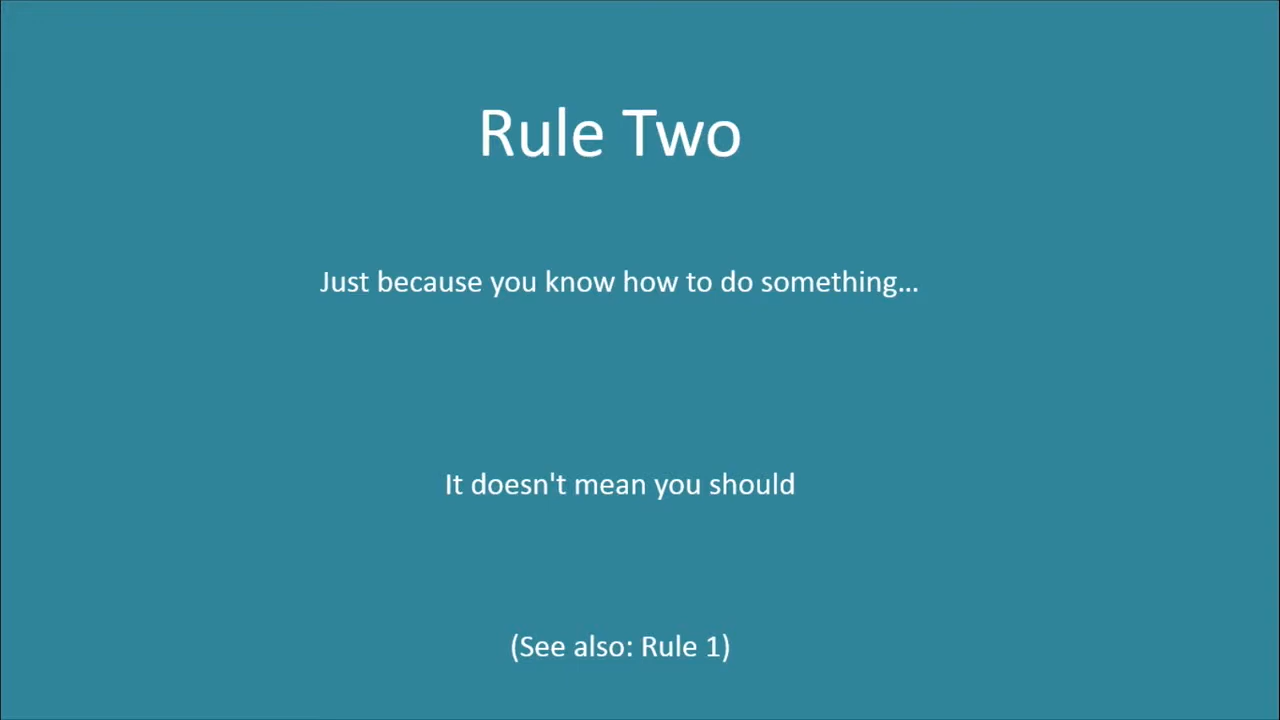 Rule Two
Just because you know how to do something…
It doesn't mean you should
(See also: Rule 1)